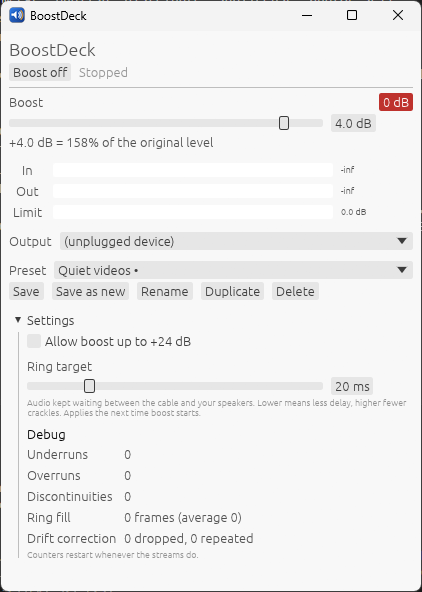 BoostDeck
BoostDeck
Boost off Stopped
Boost 0 dB
4.0 dB
+4.0 dB = 158% of the original level
In -inf
Out -inf
Limit 0.0 dB
Output (unplugged device)
Preset Quiet videos •
Save Save as new Rename Duplicate Delete
Settings
Allow boost up to +24 dB
Ring target
20 ms
Audio kept waiting between the cable and your speakers. Lower means less delay, higher fewer
crackles. Applies the next time boost starts.
Debug
Underruns 0
Overruns 0
Discontinuities 0
Ring fill 0 frames (average 0)
Drift correction 0 dropped, 0 repeated
Counters restart whenever the streams do.